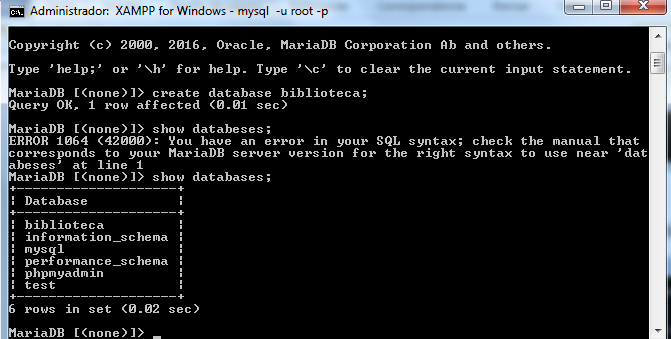 Administrador: XAMPP for Windows - mysql -u root -p
Copyright (c) 2000, 2016, Oracle, MariaDB Corporation Ab and others.
Type 'help;' or '\h' for help. Type '\c' to clear the current input statement.
MariaDB [(none)]> create database biblioteca;
Query OK, 1 row affected (0.01 sec)
MariaDB [(none)]> show databeses;
ERROR 1064 (42000): You have an error in your SQL syntax; check the manual that
corresponds to your MariaDB server version for the right syntax to use near 'dat
abeses' at line 1
MariaDB [(none)]> show databases;
+--------------------+
| Database           |
+--------------------+
| biblioteca         |
| information_schema |
| mysql              |
| performance_schema |
| phpmyadmin         |
| test               |
+--------------------+
6 rows in set (0.02 sec)
MariaDB [(none)]> _